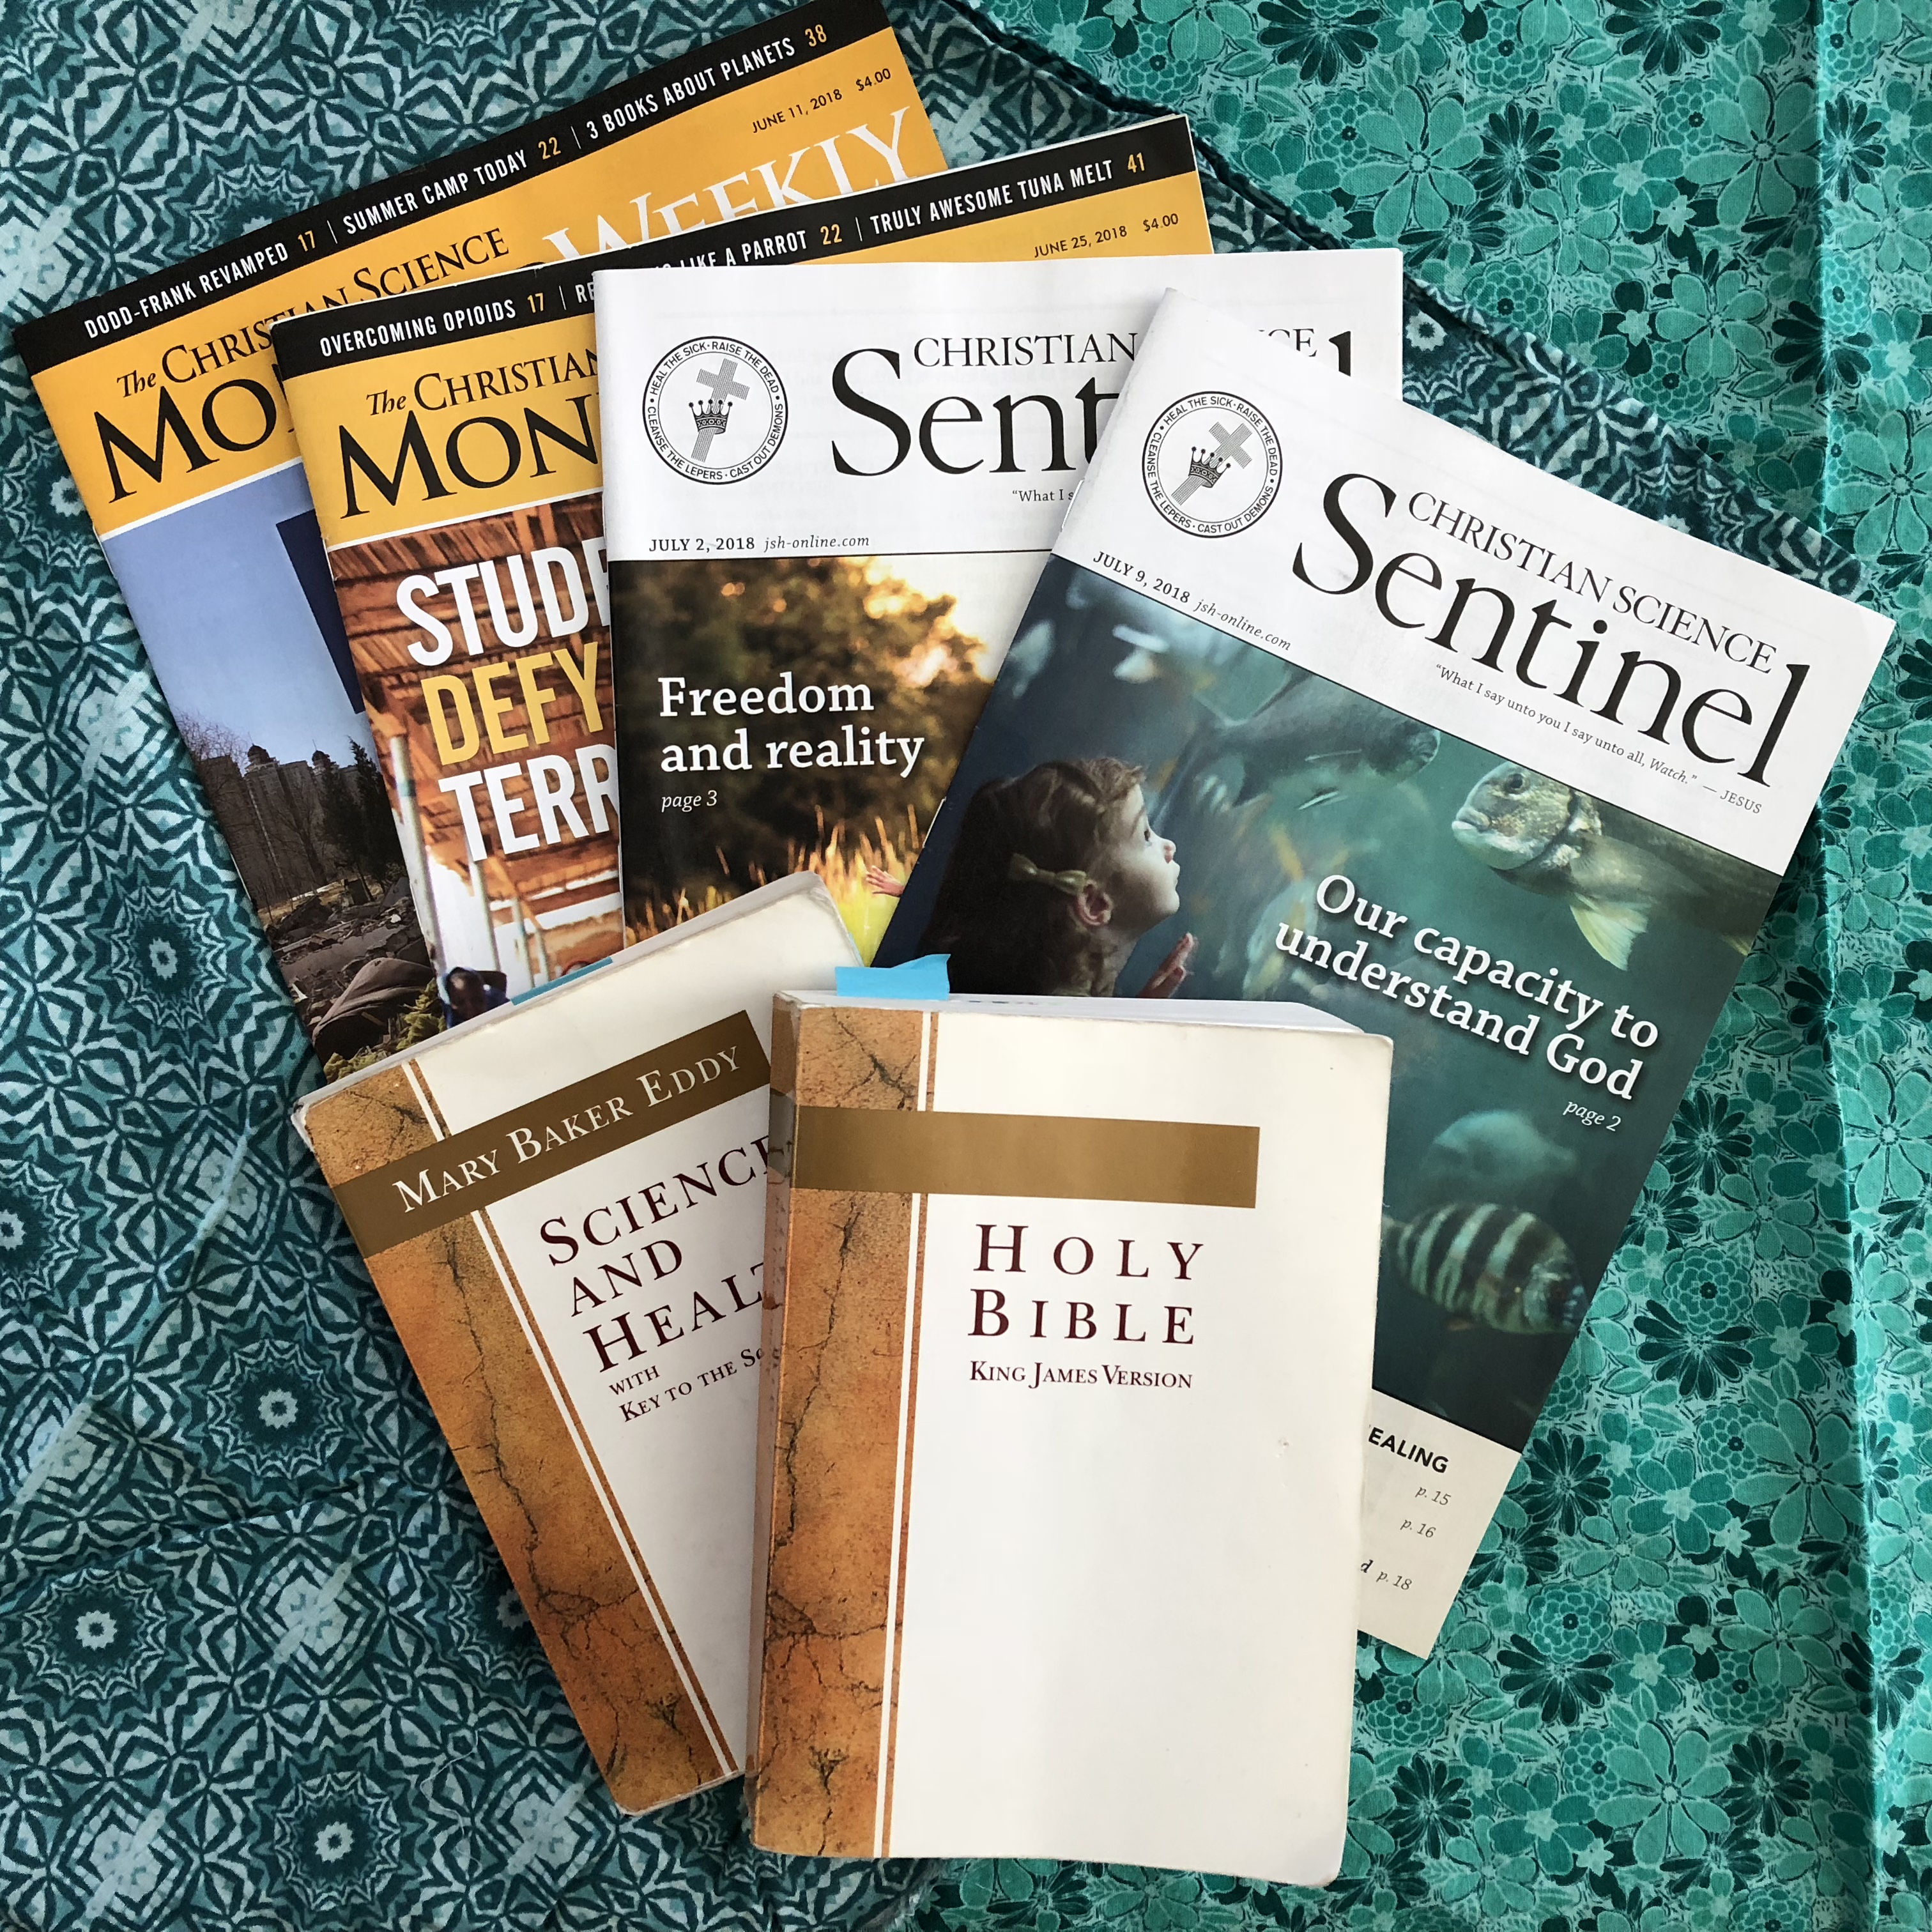 DODD-FRANK REVAMPED 17 | SUMMER CAMP TODAY 22 | 3 BOOKS ABOUT PLANETS 38
The CHRISTIAN SCIENCE
MO
WEEKLY
JUNE 11, 2018 $4.00
OVERCOMING OPIOIDS 17 |
LIKE A PARROT 22 | TRULY AWESOME TUNA MELT 41
The CHRISTIAN
MON
JUNE 25, 2018 $4.00
STUD
DEFY
TERR
HEAL THE SICK • RAISE THE DEAD • CAST OUT DEMONS • CLEANSE THE LEPERS •
CHRISTIAN
Sent
"What I s
JULY 2, 2018 jsh-online.com
Freedom
and reality
page 3
HEAL THE SICK • RAISE THE DEAD • CAST OUT DEMONS • CLEANSE THE LEPERS •
CHRISTIAN SCIENCE
Sentinel
"What I say unto you I say unto all, Watch." — JESUS
JULY 9, 2018 jsh-online.com
Our capacity to
understand God
page 2
EALING
p. 15
p. 16
d p. 18
MARY BAKER EDDY
SCIENCE
AND
HEALT
WITH
KEY TO THE SC
HOLY
BIBLE
KING JAMES VERSION